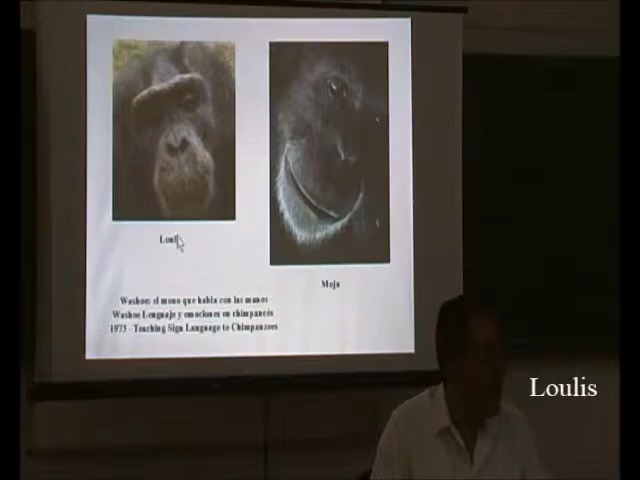 Louli
Moja
Washoe: el mono que habla con las manos
Washoe Lenguaje y emociones en chimpancés
1973 - Teaching Sign Language to Chimpanzees
Loulis